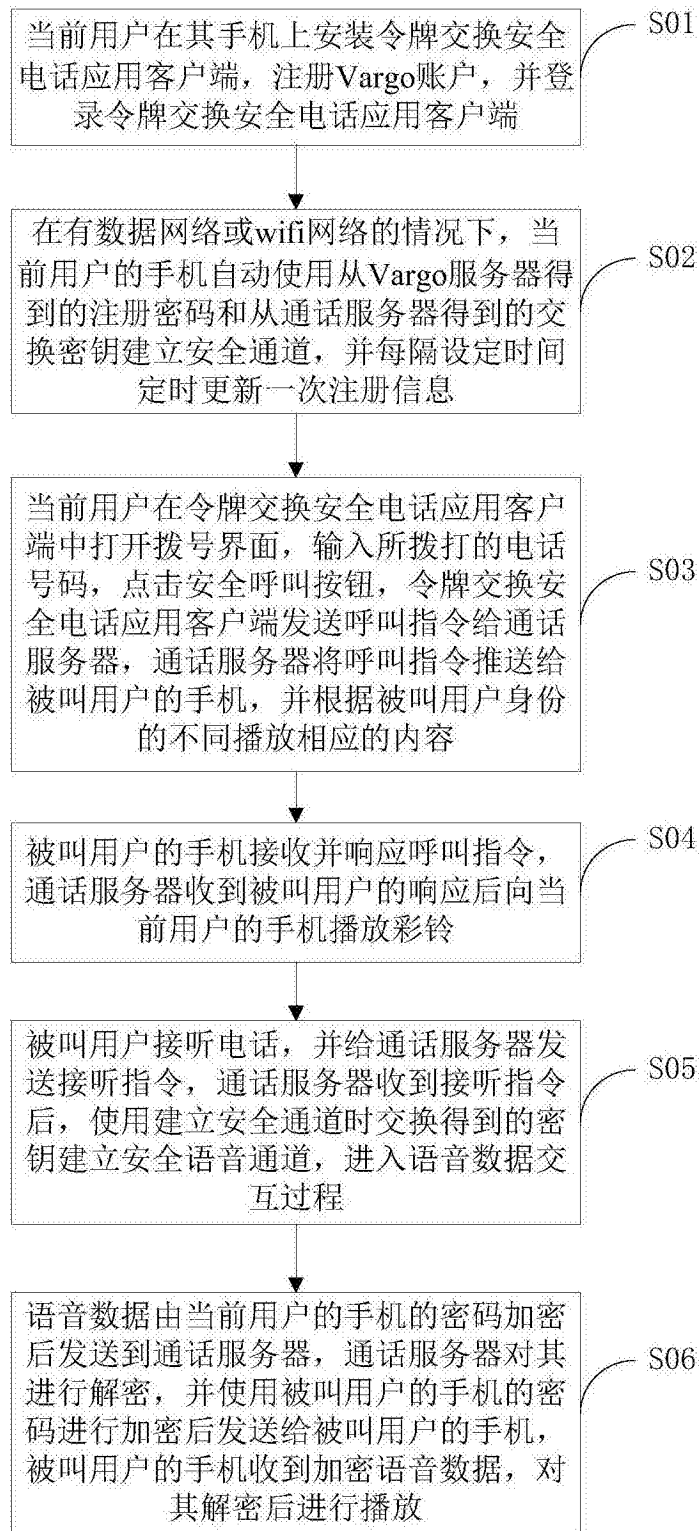 当前用户在其手机上安装令牌交换安全
电话应用客户端，注册Vargo账户，并登
录令牌交换安全电话应用客户端
S01
在有数据网络或wifi网络的情况下，当
前用户的手机自动使用从Vargo服务器得
到的注册密码和从通话服务器得到的交
换密钥建立安全通道，并每隔设定时间
定时更新一次注册信息
S02
当前用户在令牌交换安全电话应用客户
端中打开拨号界面，输入所拨打的电话
号码，点击安全呼叫按钮，令牌交换安
全电话应用客户端发送呼叫指令给通话
服务器，通话服务器将呼叫指令推送给
被叫用户的手机，并根据被叫用户身份
的不同播放相应的内容
S03
被叫用户的手机接收并响应呼叫指令，
通话服务器收到被叫用户的响应后向当
前用户的手机播放彩铃
S04
被叫用户接听电话，并给通话服务器发
送接听指令，通话服务器收到接听指令
后，使用建立安全通道时交换得到的密
钥建立安全语音通道，进入语音数据交
互过程
S05
语音数据由当前用户的手机的密码加密
后发送到通话服务器，通话服务器对其
进行解密，并使用被叫用户的手机的密
码进行加密后发送给被叫用户的手机，
被叫用户的手机收到加密语音数据，对
其解密后进行播放
S06